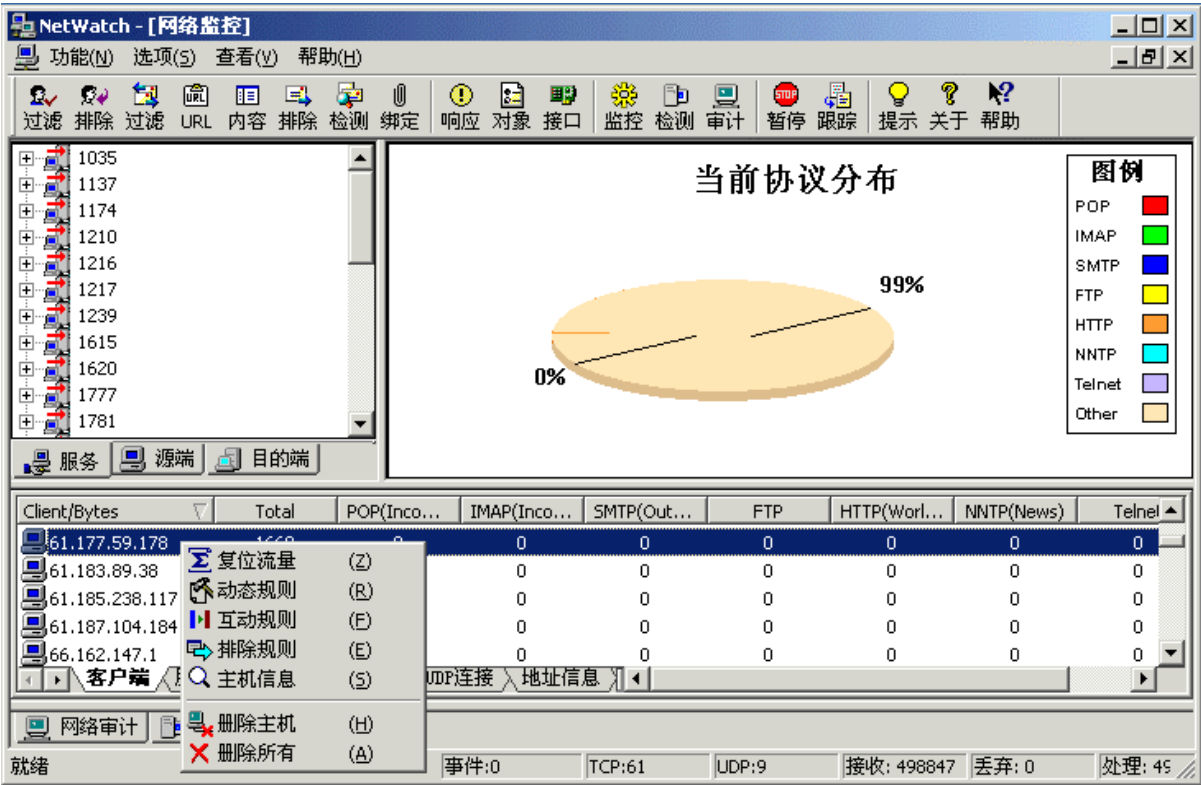 NetWatch - [网络监控]
功能(N) 选项(S) 查看(V) 帮助(H)
过滤 排除 过滤 URL 内容 排除 检测 绑定 响应 对象 接口 监控 检测 审计 暂停 跟踪 提示 关于 帮助
1035
1137
1174
1210
1216
1217
1239
1615
1620
1777
1781
服务 源端 目的端
当前协议分布
99%
0%
图例
POP
IMAP
SMTP
FTP
HTTP
NNTP
Telnet
Other
Client/Bytes Total POP(Inco... IMAP(Inco... SMTP(Out... FTP HTTP(Worl... NNTP(News) Telnet
61.177.59.178 1660 0 0 0 0 0 0 0
61.183.89.38 0 0 0 0 0 0
61.185.238.117 0 0 0 0 0 0
61.187.104.184 0 0 0 0 0 0
66.162.147.1 0 0 0 0 0 0
客户端 UDP连接 地址信息
复位流量 (Z)
动态规则 (R)
互动规则 (F)
排除规则 (E)
主机信息 (S)
删除主机 (H)
删除所有 (A)
网络审计
就绪 事件:0 TCP:61 UDP:9 接收: 498847 丢弃: 0 处理: 49